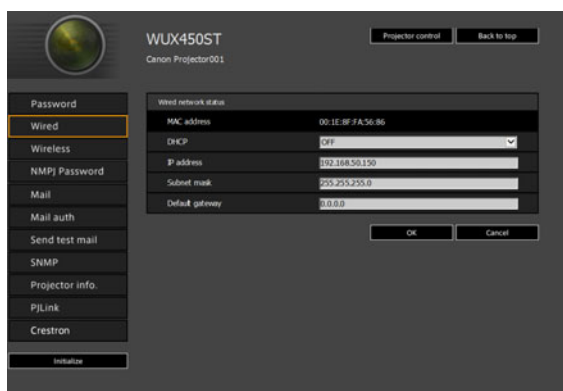 WUX450ST
Projector control
Back to top
Canon Projector001
Password
Wired
Wireless
NMPJ Password
Mail
Mail auth
Send test mail
SNMP
Projector info.
PJLink
Crestron
Initialize
Wired network status
MAC address 00:1E:8F:FA:56:86
DHCP OFF
IP address 192.168.50.150
Subnet mask 255.255.255.0
Default gateway 0.0.0.0
OK
Cancel